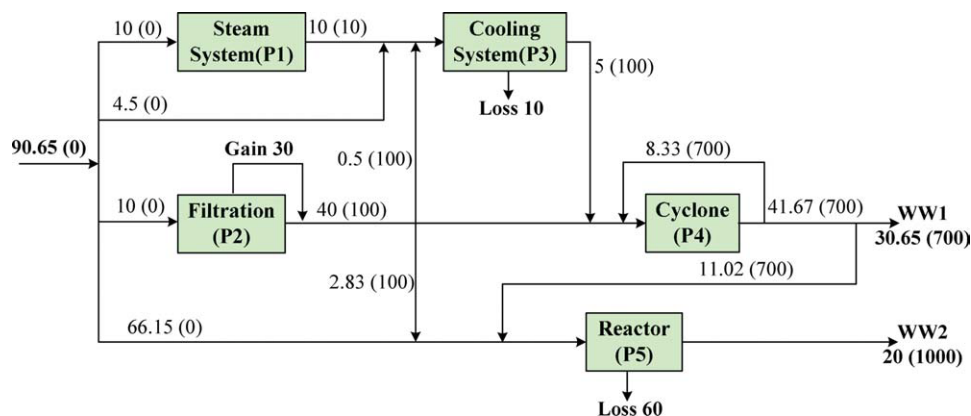 10 (0)
Steam
System(P1)
10 (10)
Cooling
System(P3)
5 (100)
4.5 (0)
Loss 10
90.65 (0)
Gain 30
0.5 (100)
8.33 (700)
10 (0)
Filtration
(P2)
40 (100)
Cyclone
(P4)
41.67 (700)
WW1
30.65 (700)
2.83 (100)
11.02 (700)
66.15 (0)
Reactor
(P5)
WW2
20 (1000)
Loss 60